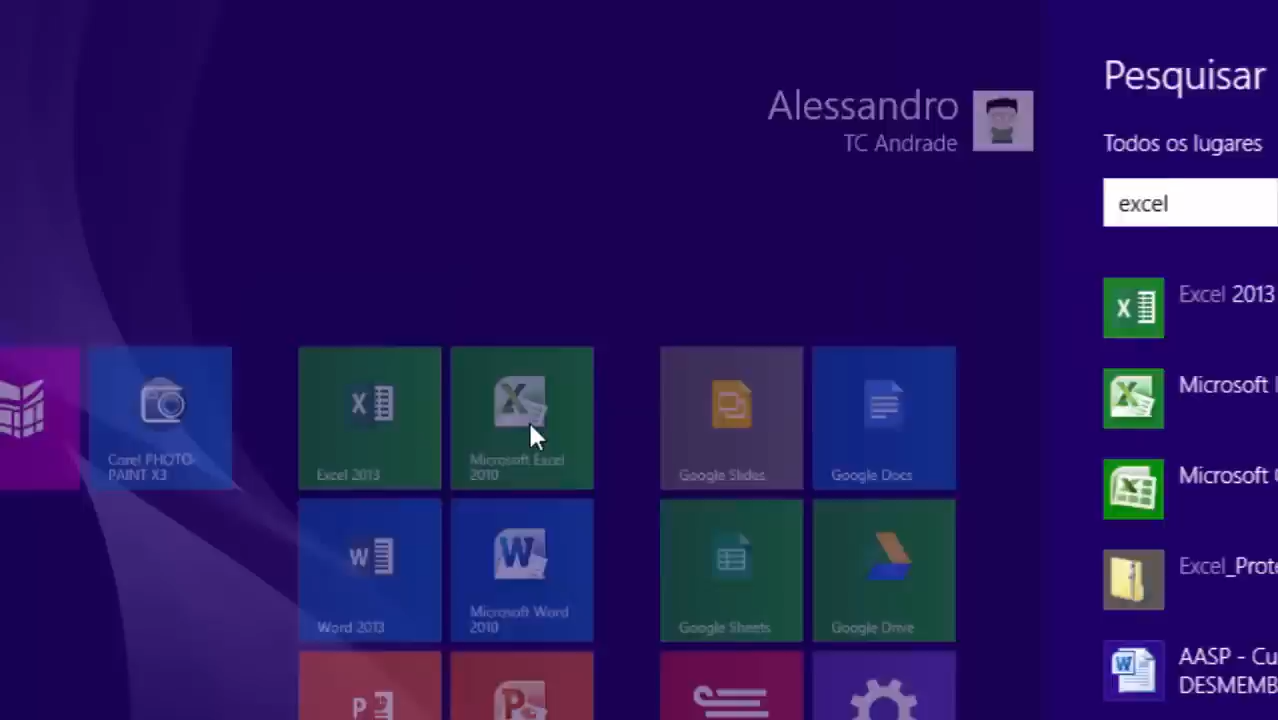 Alessandro
TC Andrade
Corel PHOTO-
PAINT X3
Excel 2013
Microsoft Excel
2010
Google Slides
Google Docs
Word 2013
Microsoft Word
2010
Google Sheets
Google Drive
Pesquisar
Todos os lugares
excel
Excel 2013
Microsoft
Microsoft
Excel_Prote
AASP - Cu
DESMEMB